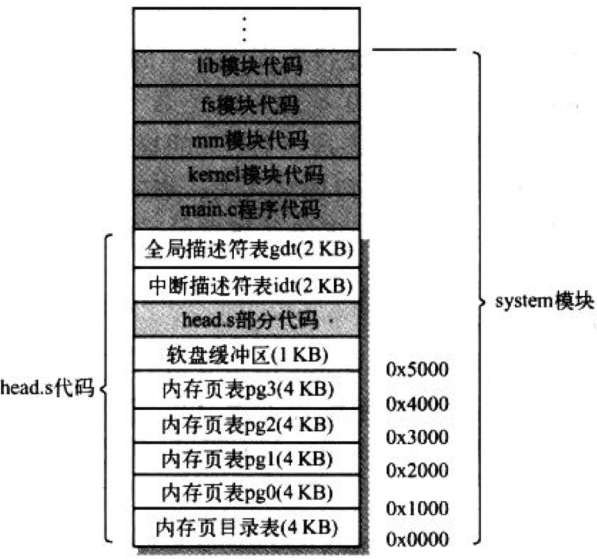 lib模块代码
fs模块代码
mm模块代码
kernel模块代码
main.c程序代码
全局描述符表gdt(2 KB)
中断描述符表idt(2 KB)
head.s部分代码
软盘缓冲区(1 KB)
内存页表pg3(4 KB)
内存页表pg2(4 KB)
内存页表pg1(4 KB)
内存页表pg0(4 KB)
内存页目录表(4 KB)
head.s代码
0x5000
0x4000
0x3000
0x2000
0x1000
0x0000
system模块